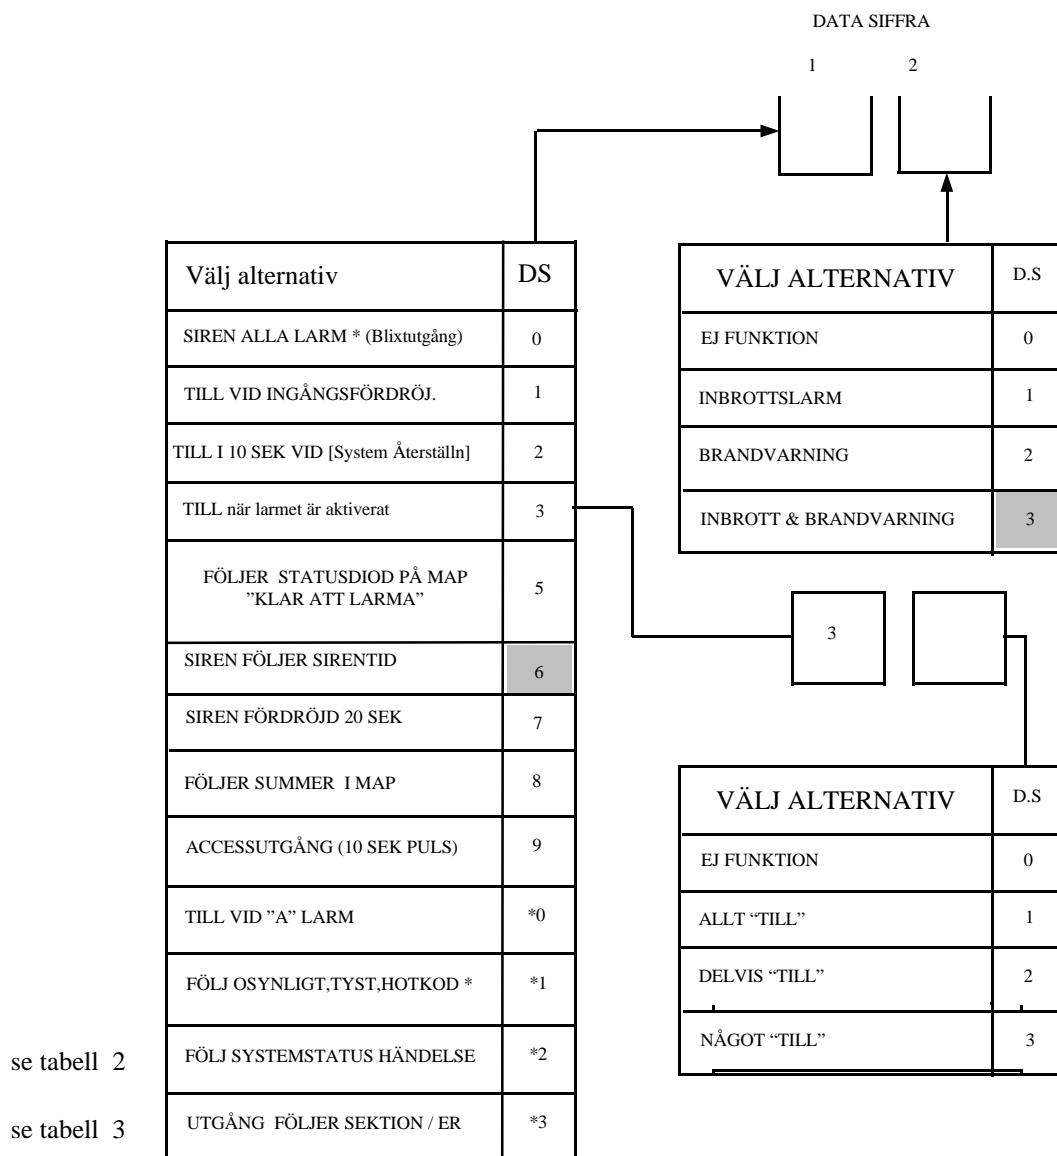 DATA SIFFRA
1 2
Välj alternativ DS
SIREN ALLA LARM * (Blixtutgång) 0
TILL VID INGÅNGSFÖRDRÖJ. 1
TILL I 10 SEK VID [System Återställn] 2
TILL när larmet är aktiverat 3
FÖLJER STATUSDIOD PÅ MAP
”KLAR ATT LARMA” 5
SIREN FÖLJER SIRENTID 6
SIREN FÖRDRÖJD 20 SEK 7
FÖLJER SUMMER I MAP 8
ACCESSUTGÅNG (10 SEK PULS) 9
TILL VID ”A” LARM *0
FÖLJ OSYNLIGT,TYST,HOTKOD * *1
se tabell 2 FÖLJ SYSTEMSTATUS HÄNDELSE *2
se tabell 3 UTGÅNG FÖLJER SEKTION / ER *3
VÄLJ ALTERNATIV D.S
EJ FUNKTION 0
INBROTTSLARM 1
BRANDVARNING 2
INBROTT & BRANDVARNING 3
3
VÄLJ ALTERNATIV D.S
EJ FUNKTION 0
ALLT “TILL” 1
DELVIS “TILL” 2
NÅGOT “TILL” 3